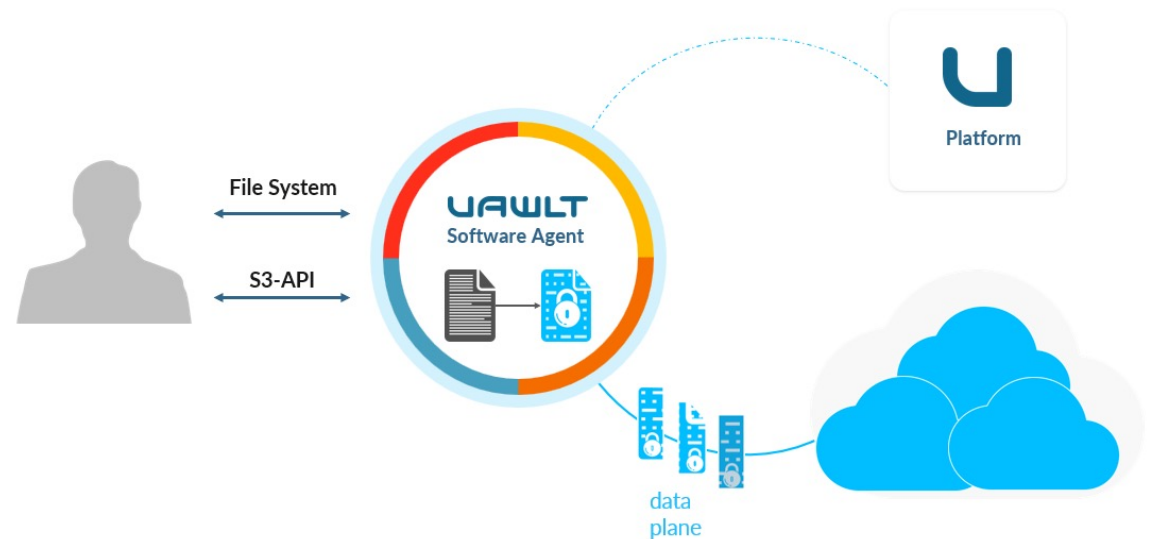 File System
S3-API
UAWLT
Software Agent
Platform
data
plane